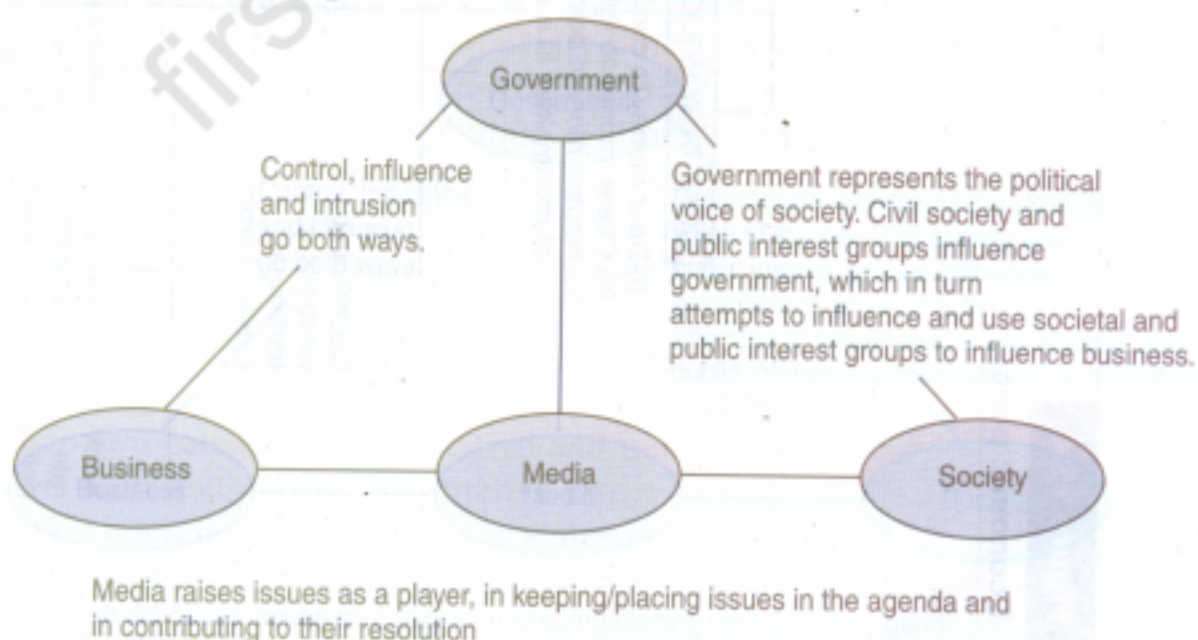 firs
Government
Control, influence
and intrusion
go both ways.
Government represents the political
voice of society. Civil society and
public interest groups influence
government, which in turn
attempts to influence and use societal and
public interest groups to influence business.
Business
Media
Society
Media raises issues as a player, in keeping/placing issues in the agenda and
in contributing to their resolution